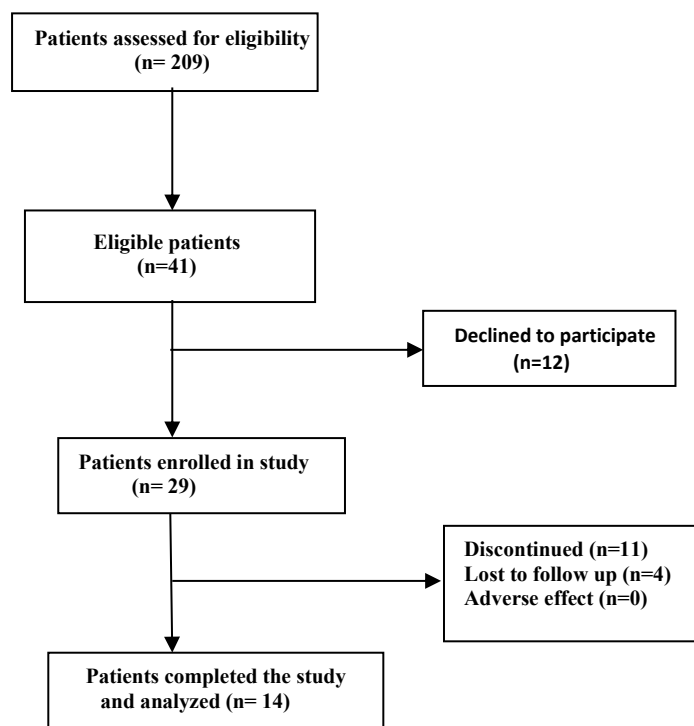 Patients assessed for eligibility
(n= 209)
Eligible patients
(n=41)
Declined to participate
(n=12)
Patients enrolled in study
(n= 29)
Discontinued (n=11)
Lost to follow up (n=4)
Adverse effect (n=0)
Patients completed the study
and analyzed (n= 14)